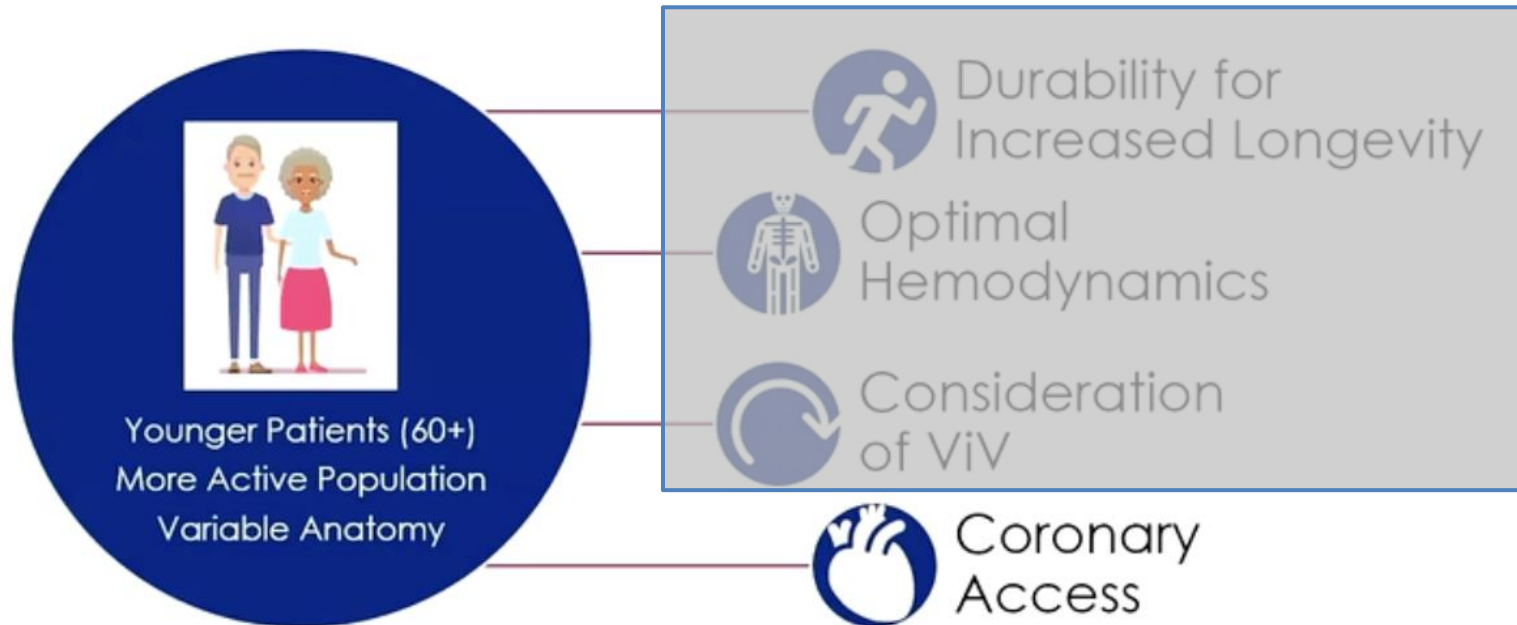 Younger Patients (60+)
More Active Population
Variable Anatomy
Durability for
Increased Longevity
Optimal
Hemodynamics
Consideration
of ViV
Coronary
Access